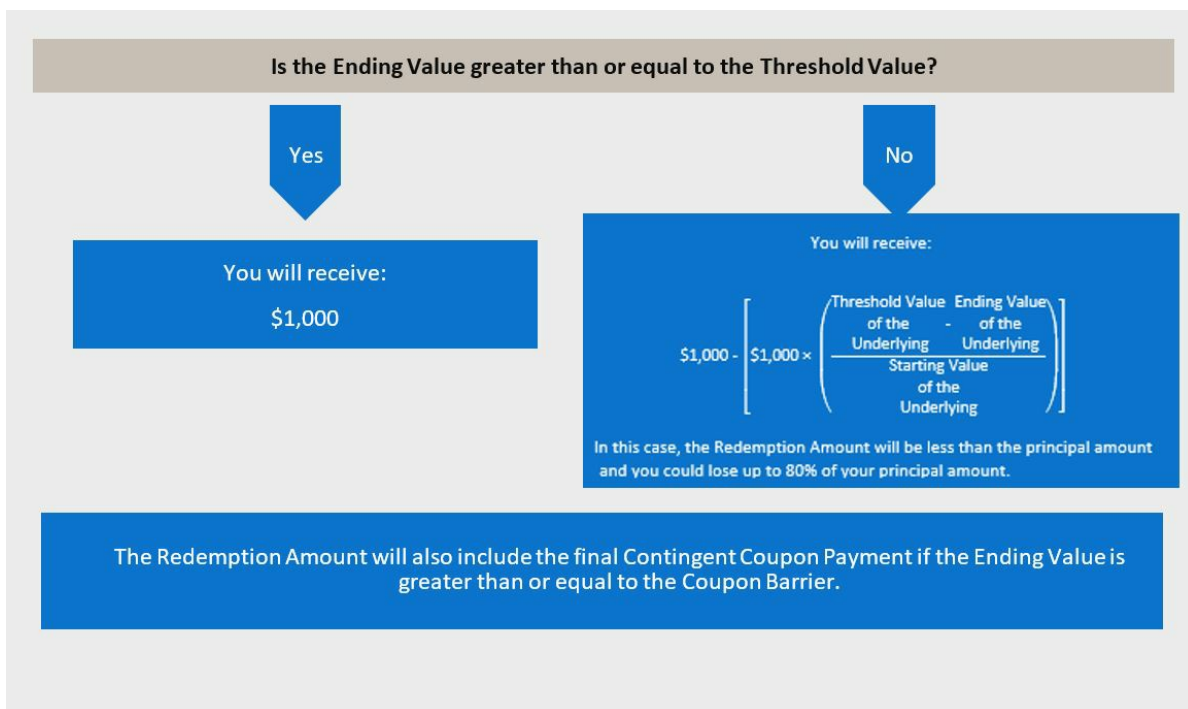 Is the Ending Value greater than or equal to the Threshold Value?
Yes
No
You will receive:
$1,000
You will receive:
$1,000 - [$1,000 × (
Threshold Value Ending Value
of the - of the
Underlying Underlying
Starting Value
of the
Underlying
)]
In this case, the Redemption Amount will be less than the principal amount
and you could lose up to 80% of your principal amount.
The Redemption Amount will also include the final Contingent Coupon Payment if the Ending Value is
greater than or equal to the Coupon Barrier.